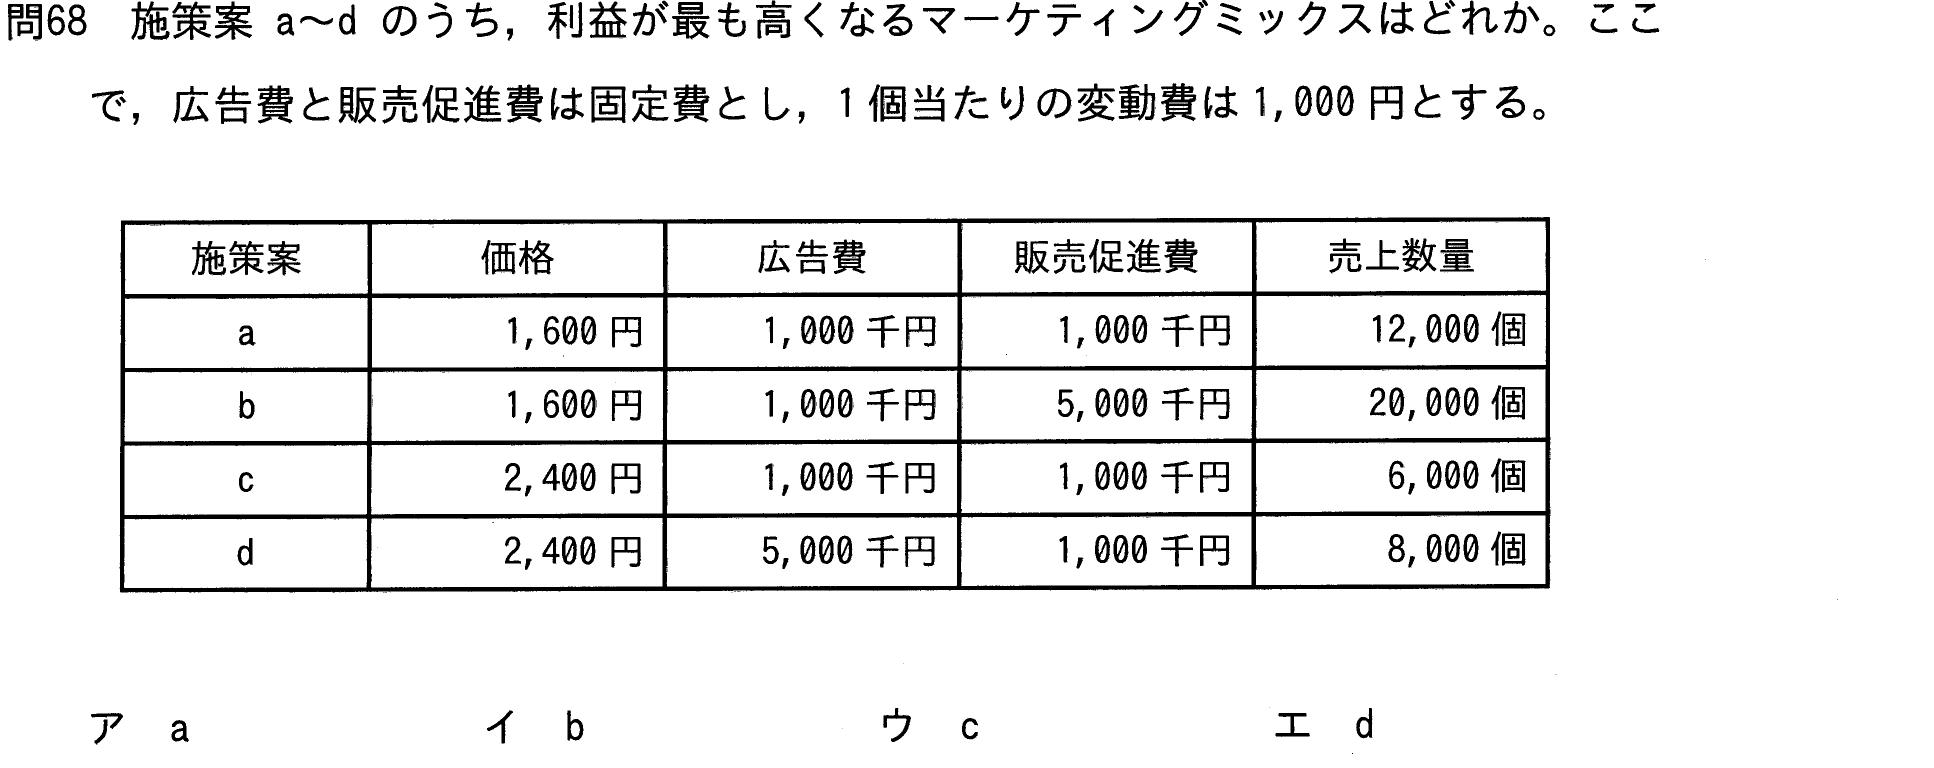 問68 施策案 a～d のうち，利益が最も高くなるマーケティングミックスはどれか。ここ
で，広告費と販売促進費は固定費とし，1個当たりの変動費は1,000円とする。
施策案 価格 広告費 販売促進費 売上数量
a 1,600円 1,000千円 1,000千円 12,000個
b 1,600円 1,000千円 5,000千円 20,000個
c 2,400円 1,000千円 1,000千円 6,000個
d 2,400円 5,000千円 1,000千円 8,000個
ア a イ b ウ c エ d